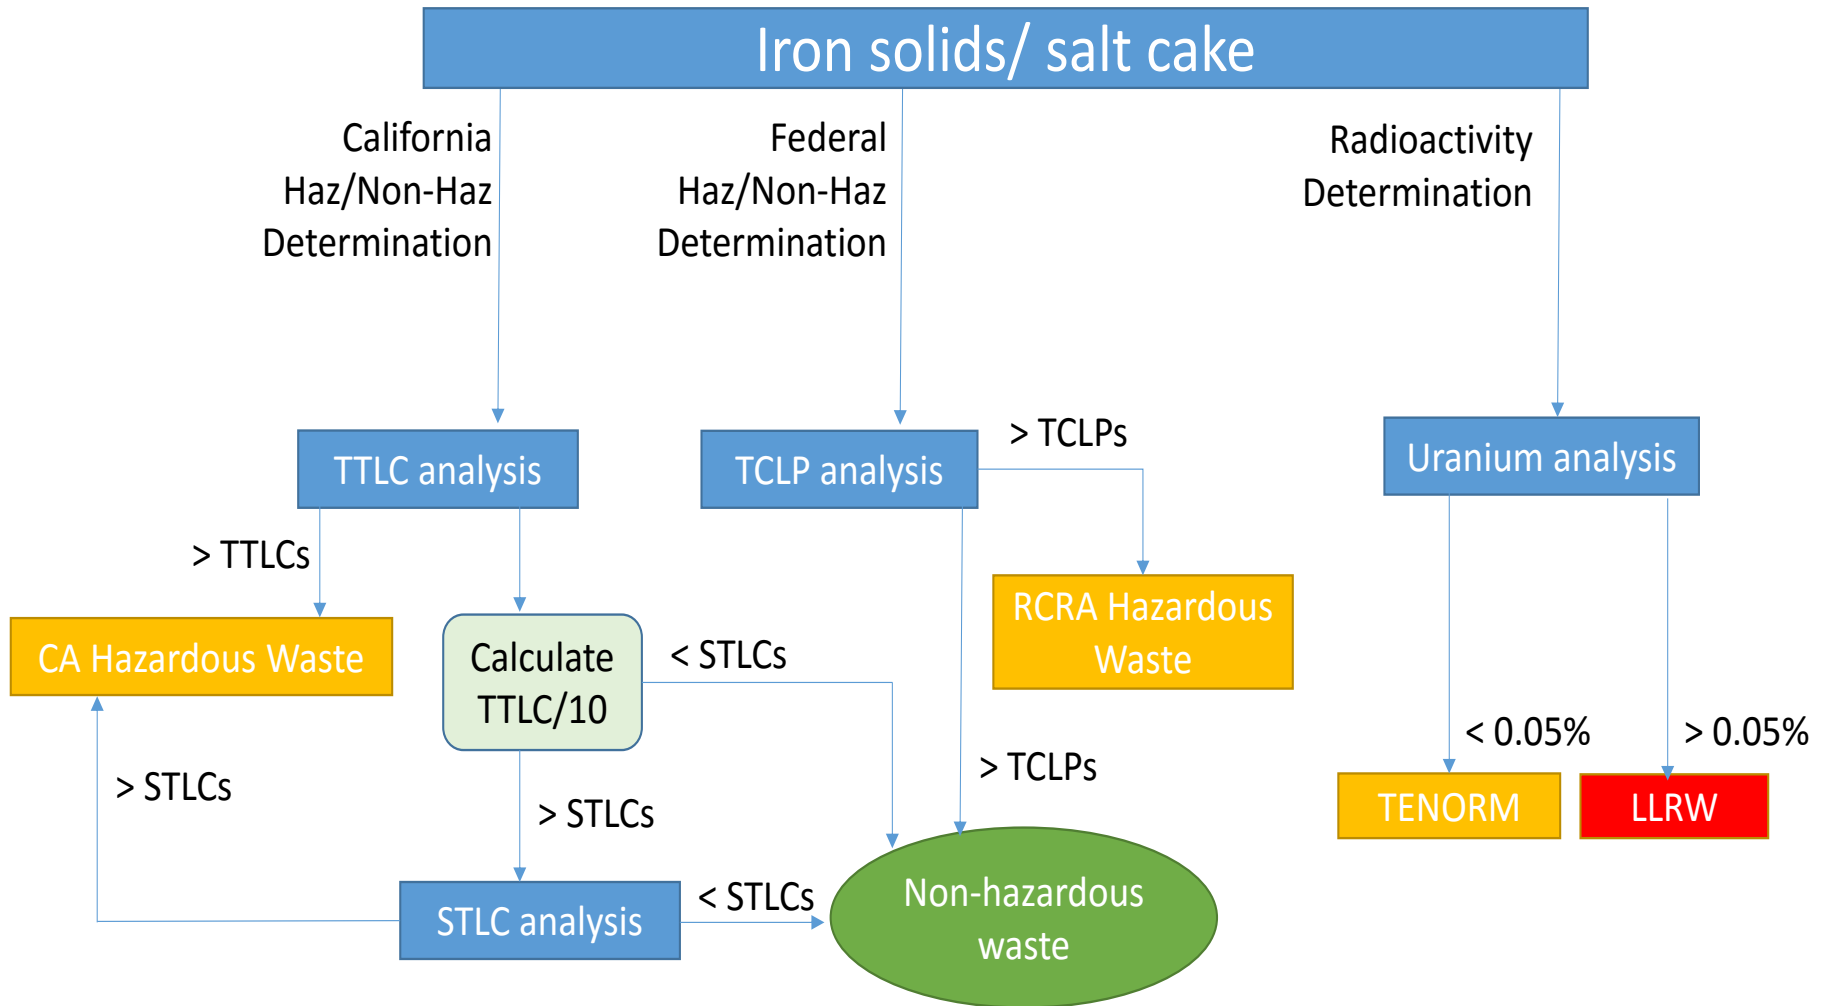 Iron solids/ salt cake
California
Haz/Non-Haz
Determination
Federal
Haz/Non-Haz
Determination
Radioactivity
Determination
TTLC analysis
TCLP analysis
> TCLPs
Uranium analysis
> TTLCs
CA Hazardous Waste
Calculate
TTLC/10
< STLCs
RCRA Hazardous
Waste
> STLCs
> STLCs
> TCLPs
< 0.05%
> 0.05%
TENORM
LLRW
STLC analysis
< STLCs
Non-hazardous
waste